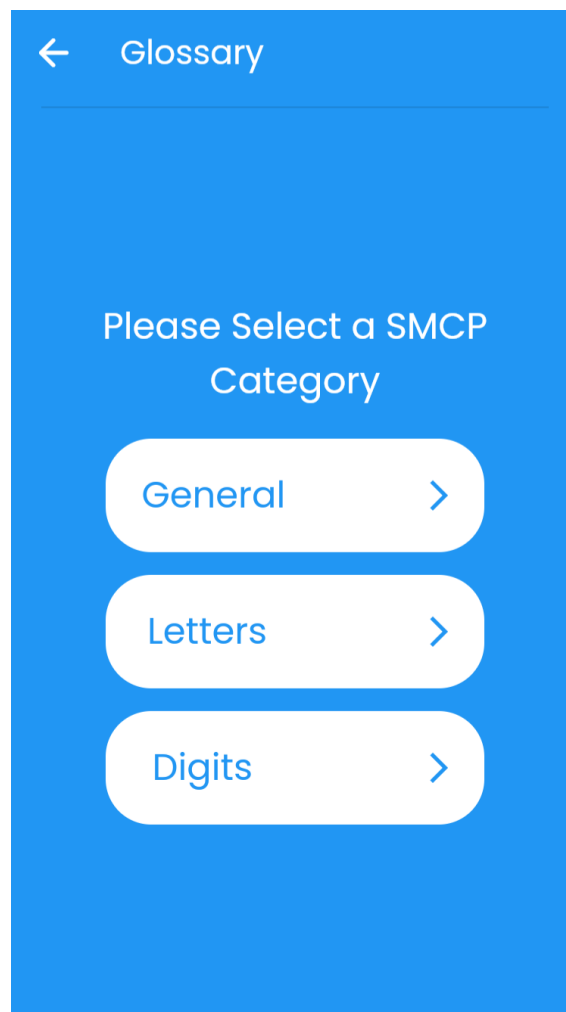 Glossary
Please Select a SMCP
Category
General
Letters
Digits